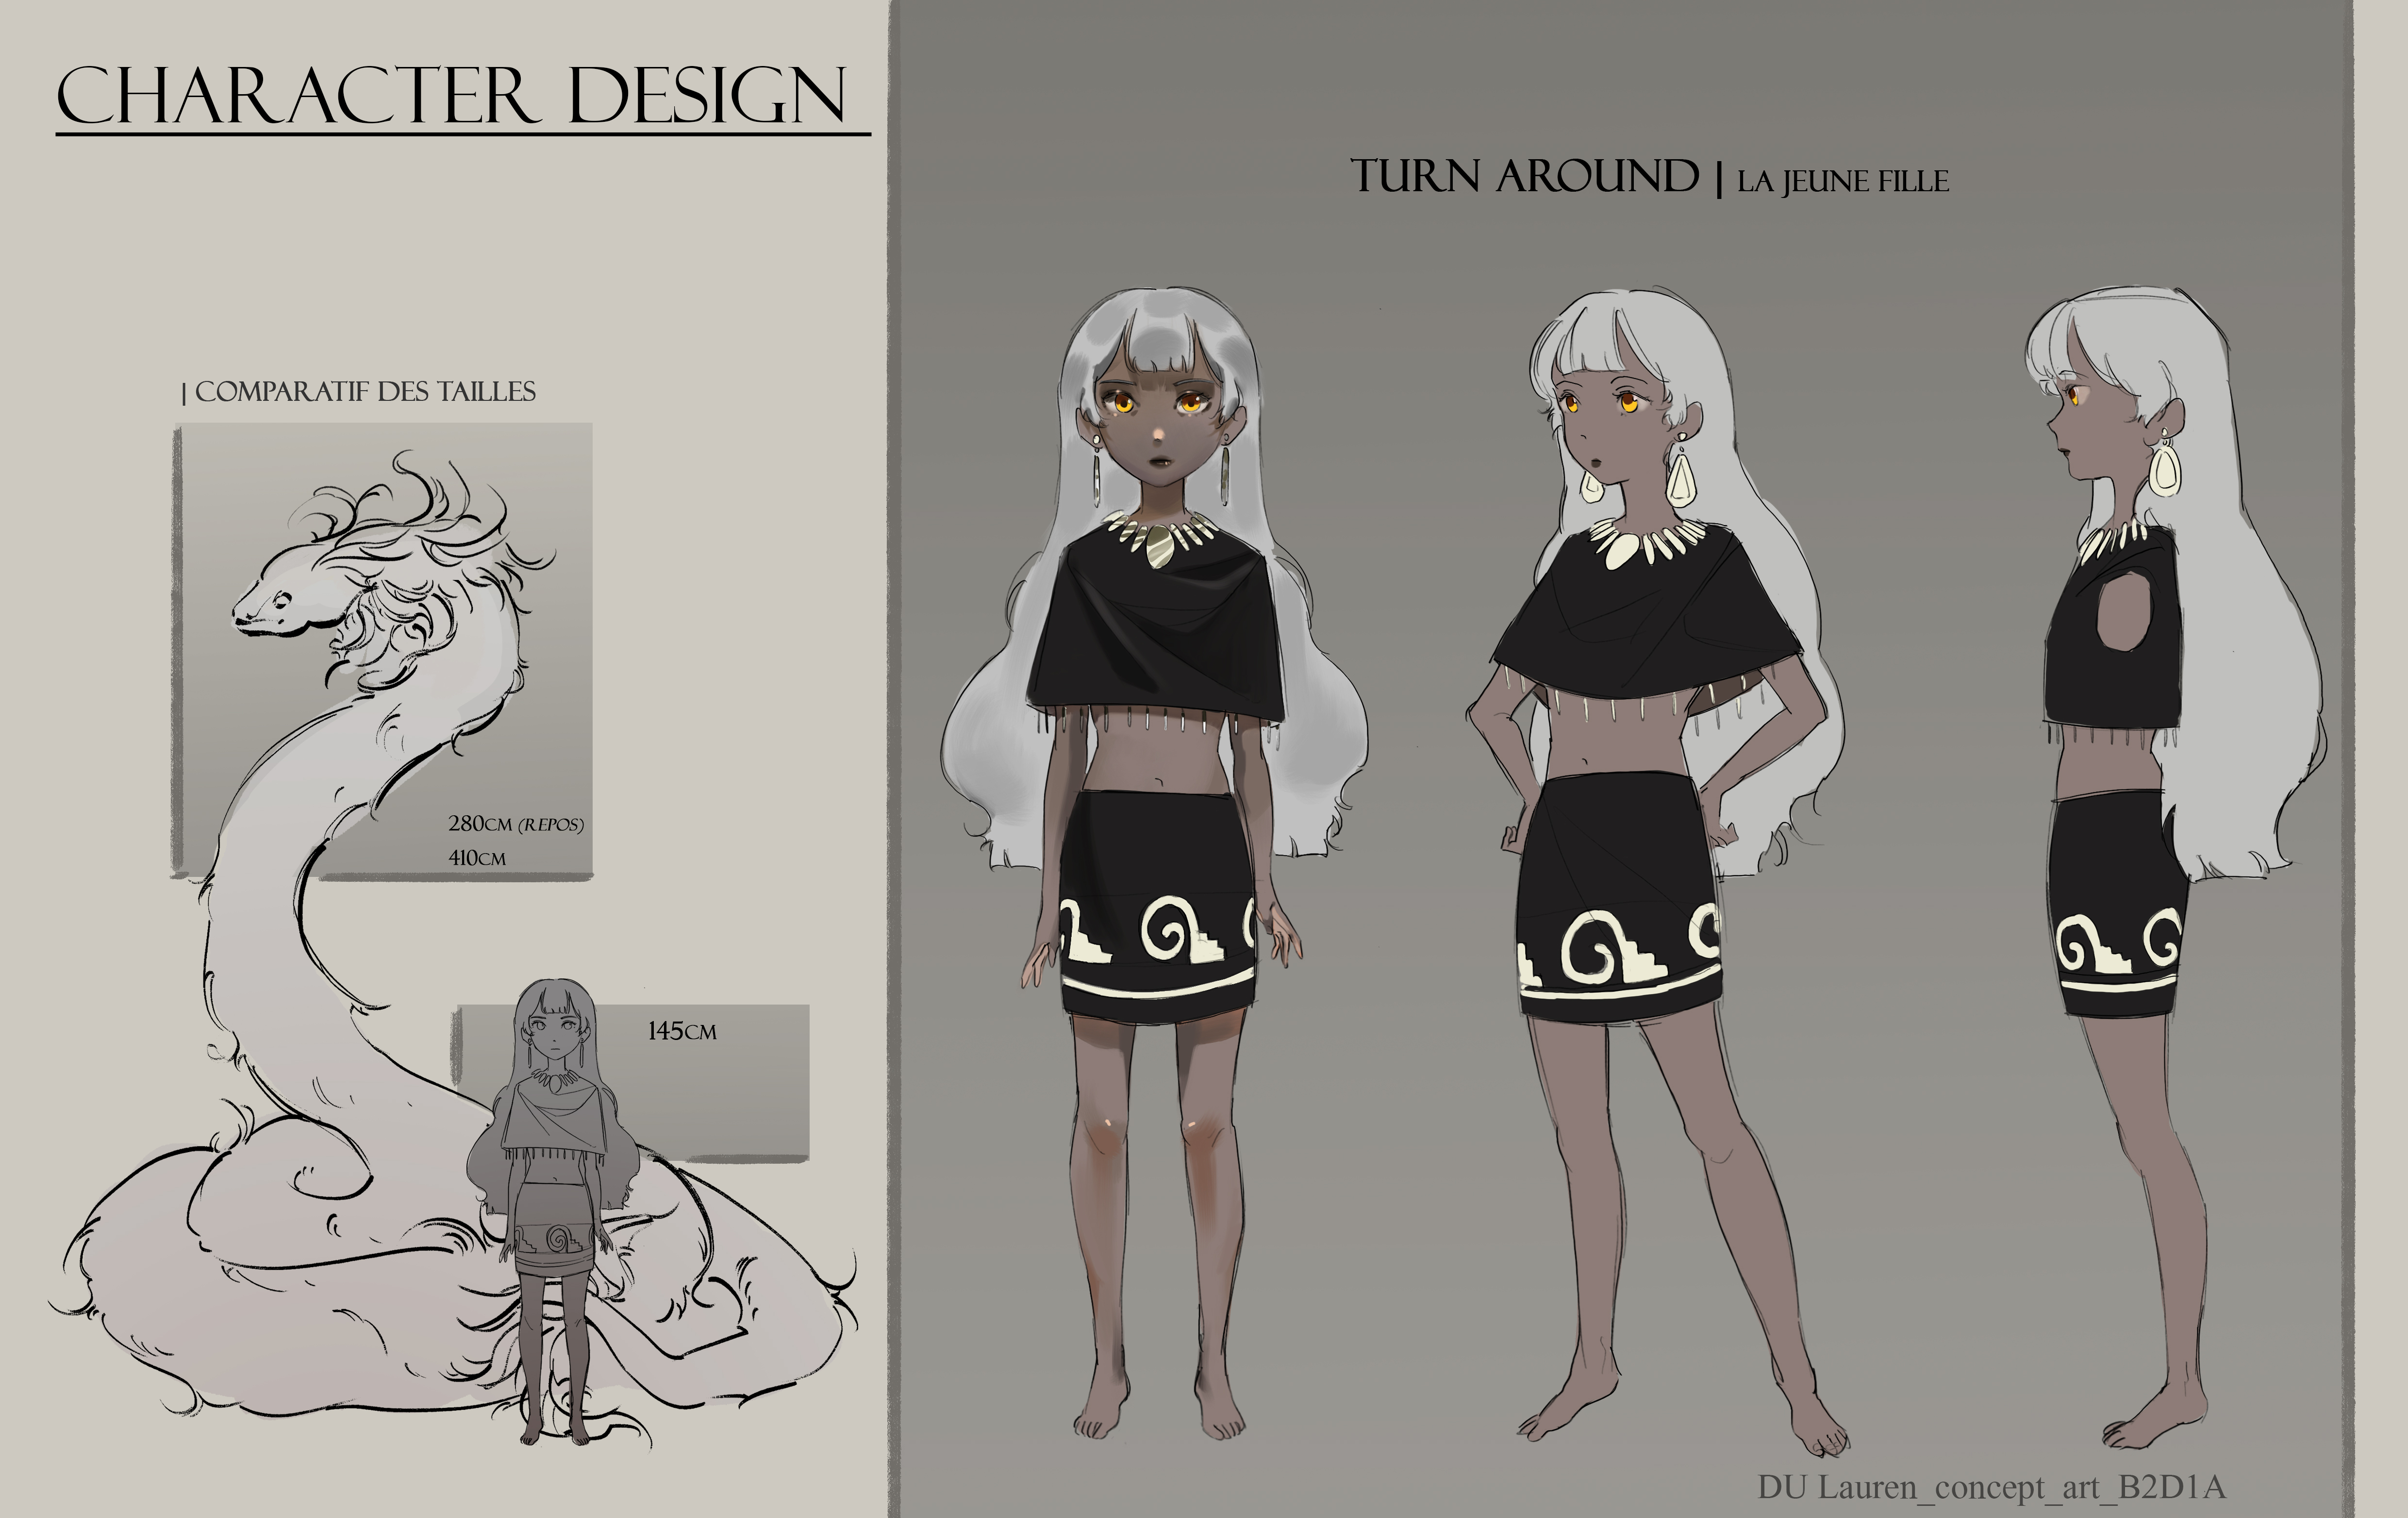 CHARACTER DESIGN
TURN AROUND | LA JEUNE FILLE
| COMPARATIF DES TAILLES
280CM (REPOS)
410CM
145CM
DU Lauren_concept_art_B2D1A